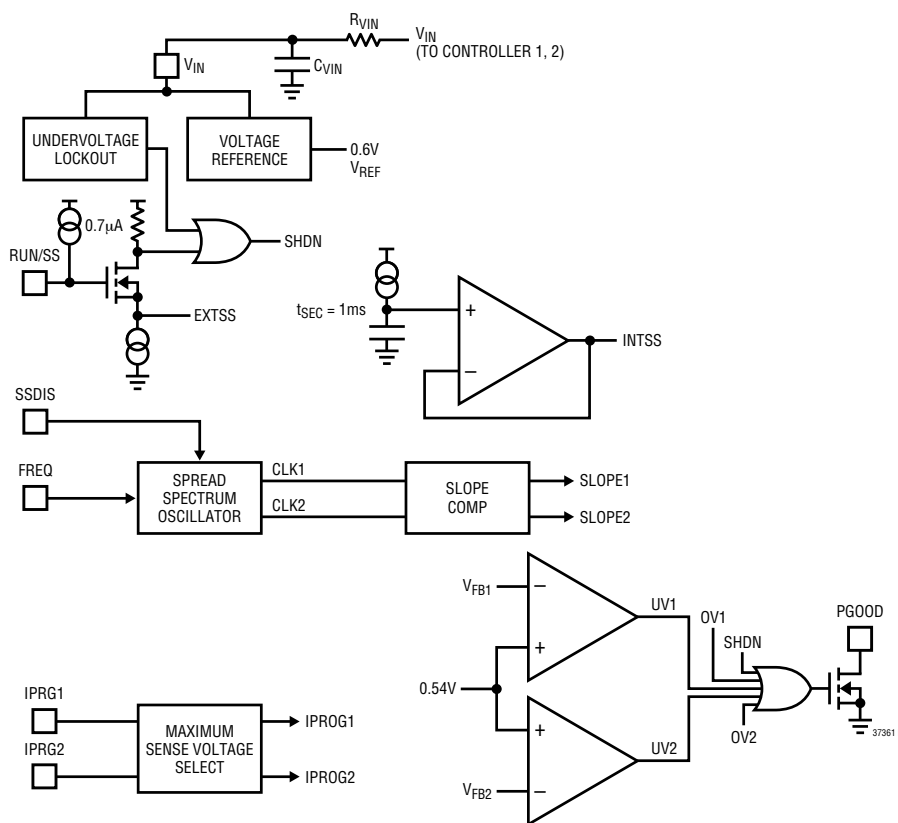 RVIN
VIN
(TO CONTROLLER 1, 2)
VIN
CVIN
UNDERVOLTAGE
LOCKOUT
VOLTAGE
REFERENCE
0.6V
VREF
0.7µA
SHDN
RUN/SS
EXTSS
tSEC = 1ms
+
–
INTSS
SSDIS
FREQ
SPREAD
SPECTRUM
OSCILLATOR
CLK1
CLK2
SLOPE
COMP
SLOPE1
SLOPE2
VFB1
–
+
UV1
OV1
SHDN
PGOOD
0.54V
IPRG1
IPRG2
MAXIMUM
SENSE VOLTAGE
SELECT
IPROG1
IPROG2
+
–
UV2
OV2
VFB2
37361